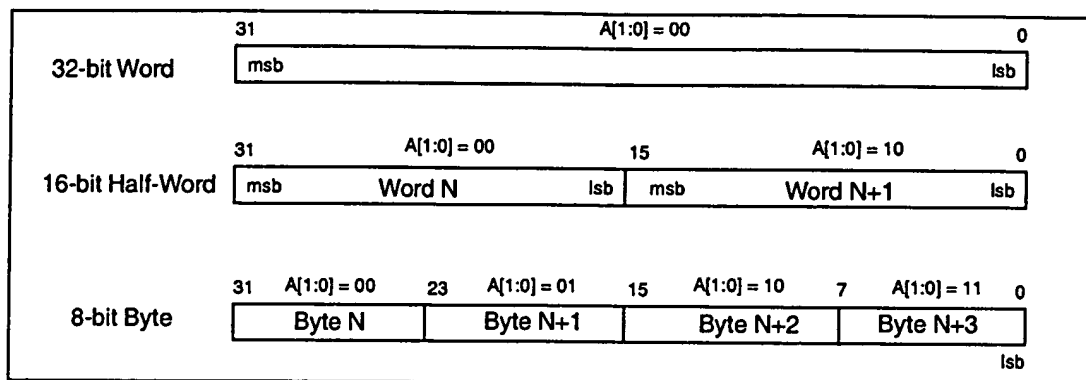 31 A[1:0] = 00 0
32-bit Word msb lsb
31 A[1:0] = 00 15 A[1:0] = 10 0
16-bit Half-Word msb Word N lsb msb Word N+1 lsb
31 A[1:0] = 00 23 A[1:0] = 01 15 A[1:0] = 10 7 A[1:0] = 11 0
8-bit Byte Byte N Byte N+1 Byte N+2 Byte N+3
lsb